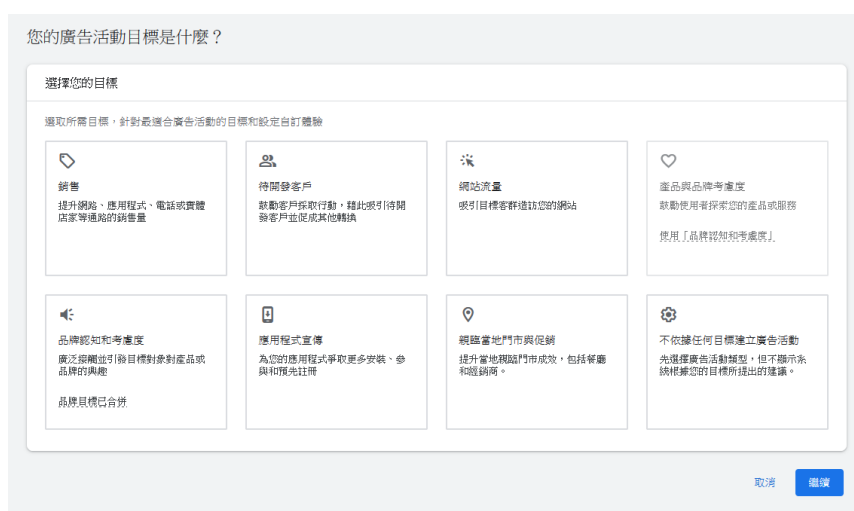 您的廣告活動目標是什麼？
選擇您的目標
選取所需目標，針對最適合廣告活動的目標和設定自訂體驗
銷售
提升網路、應用程式、電話或實體
店家等通路的銷售量
待開發客戶
鼓勵客戶採取行動，藉此吸引待開
發客戶並促成其他轉換
網站流量
吸引目標客群造訪您的網站
產品與品牌考慮度
鼓勵使用者探索您的產品或服務
使用「品牌認知和考慮度」
品牌認知和考慮度
廣泛接觸並引發目標對象對產品或
品牌的興趣
品牌目標已合併
應用程式宣傳
為您的應用程式爭取更多安裝、參
與和預先註冊
親臨當地門市與促銷
提升當地親臨門市成效，包括餐廳
和經銷商。
不依據任何目標建立廣告活動
先選擇廣告活動類型，但不顯示系
統根據您的目標所提出的建議。
取消
繼續